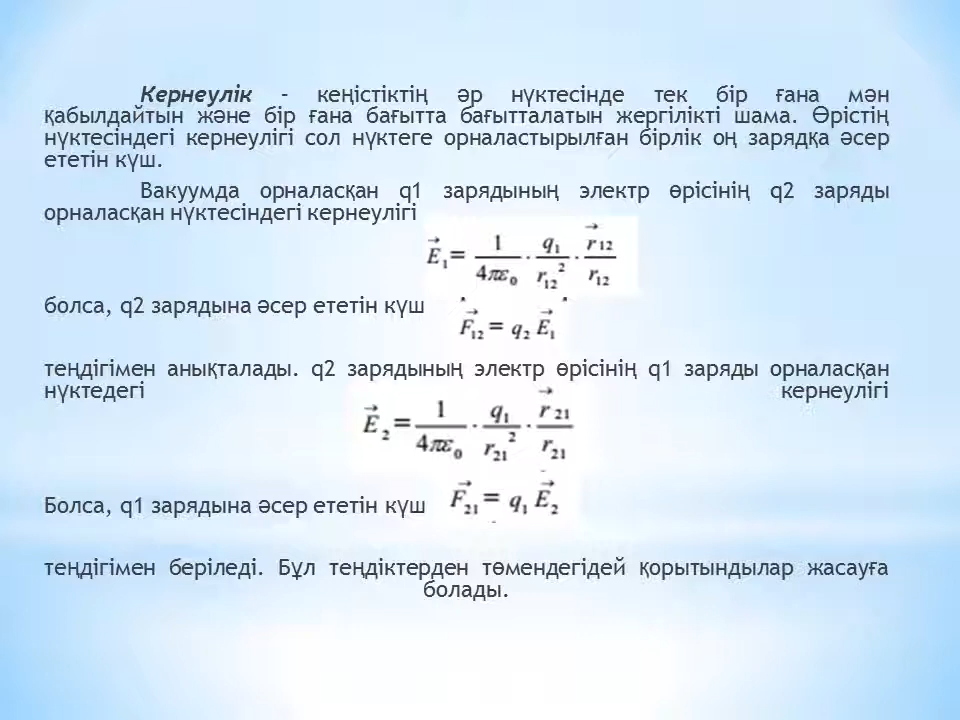 Кернеулік – кеңістіктің әр нүктесінде тек бір ғана мән
қабылдайтын және бір ғана бағытта бағытталатын жергілікті шама. Өрістің
нүктесіндегі кернеулігі сол нүктеге орналастырылған бірлік оң зарядқа әсер
ететін күш.
Вакуумда орналасқан q1 зарядының электр өрісінің q2 заряды
орналасқан нүктесіндегі кернеулігі
E⃗₁ = 1/(4πε₀) · q₁/r₁₂² · r⃗₁₂/r₁₂
болса, q2 зарядына әсер ететін күш F⃗₁₂ = q₂ E⃗₁
теңдігімен анықталады. q2 зарядының электр өрісінің q1 заряды орналасқан
нүктедегі кернеулігі
E⃗₂ = 1/(4πε₀) · q₁/r₂₁² · r⃗₂₁/r₂₁
Болса, q1 зарядына әсер ететін күш F⃗₂₁ = q₁ E⃗₂
теңдігімен беріледі. Бұл теңдіктерден төмендегідей қорытындылар жасауға
болады.